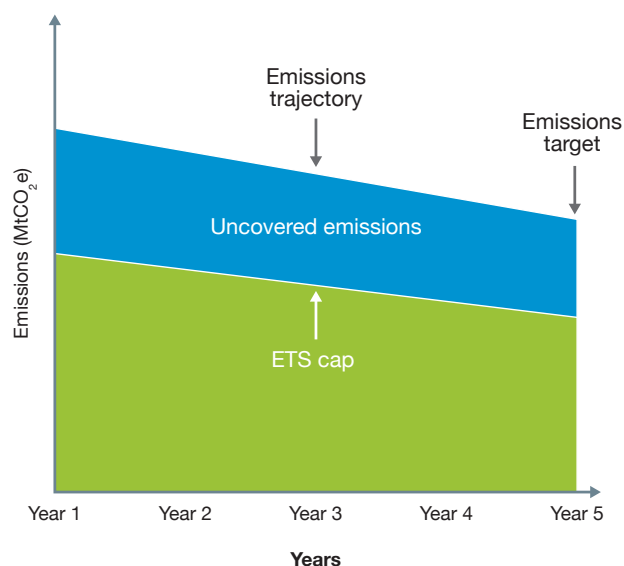 Emissions
trajectory
Emissions
target
Emissions (MtCO₂e)
Uncovered emissions
ETS cap
Year 1 Year 2 Year 3 Year 4 Year 5
Years